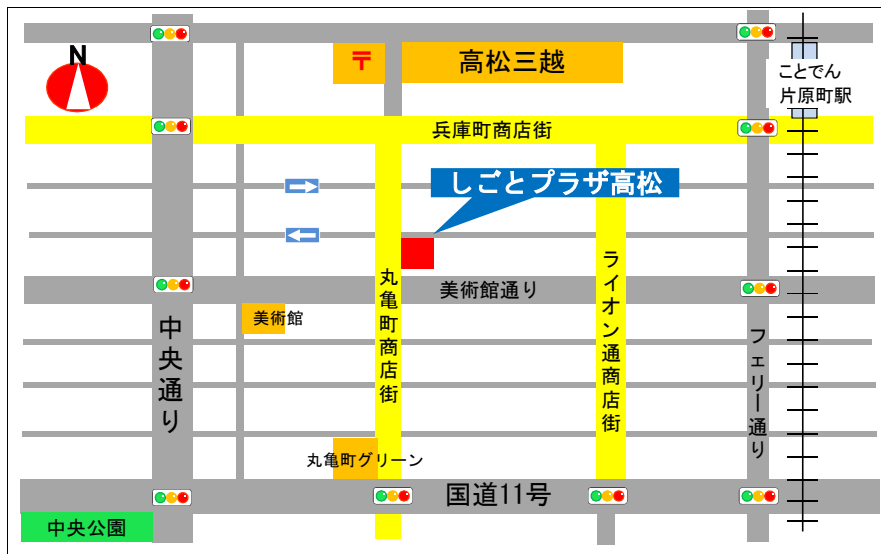 N
〒
高松三越
ことでん
片原町駅
兵庫町商店街
しごとプラザ高松
丸亀町商店街
ライオン通商店街
美術館通り
美術館
中央通り
フェリー通り
丸亀町グリーン
国道11号
中央公園